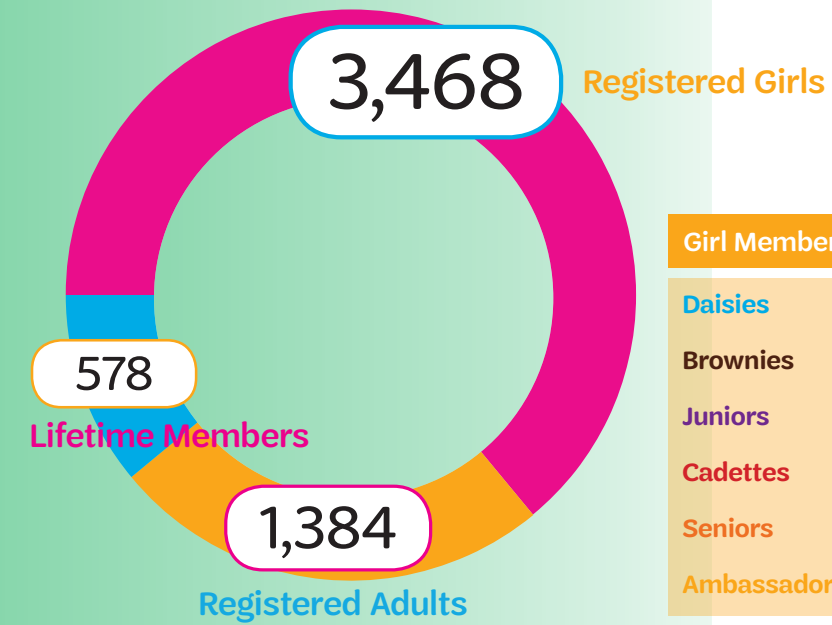 3,468
Registered Girls
Girl Member
Daisies
Brownies
578
Juniors
Lifetime Members
Cadettes
1,384
Seniors
Ambassador
Registered Adults